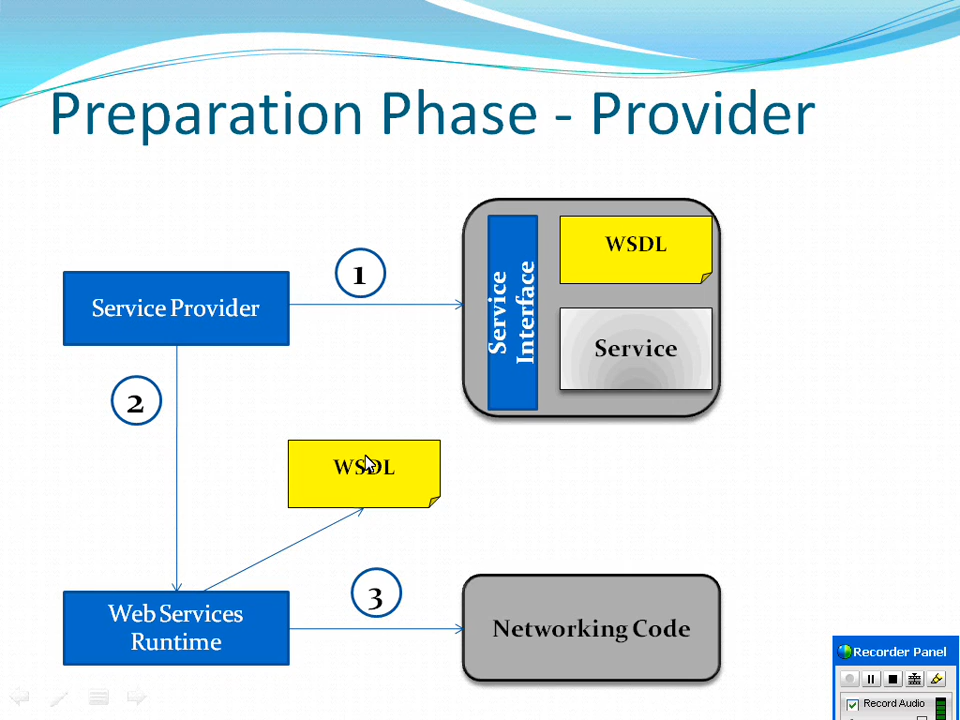 Preparation Phase - Provider
1
WSDL
Service Interface
Service Provider
Service
2
WSDL
3
Web Services
Runtime
Networking Code
Recorder Panel
Record Audio